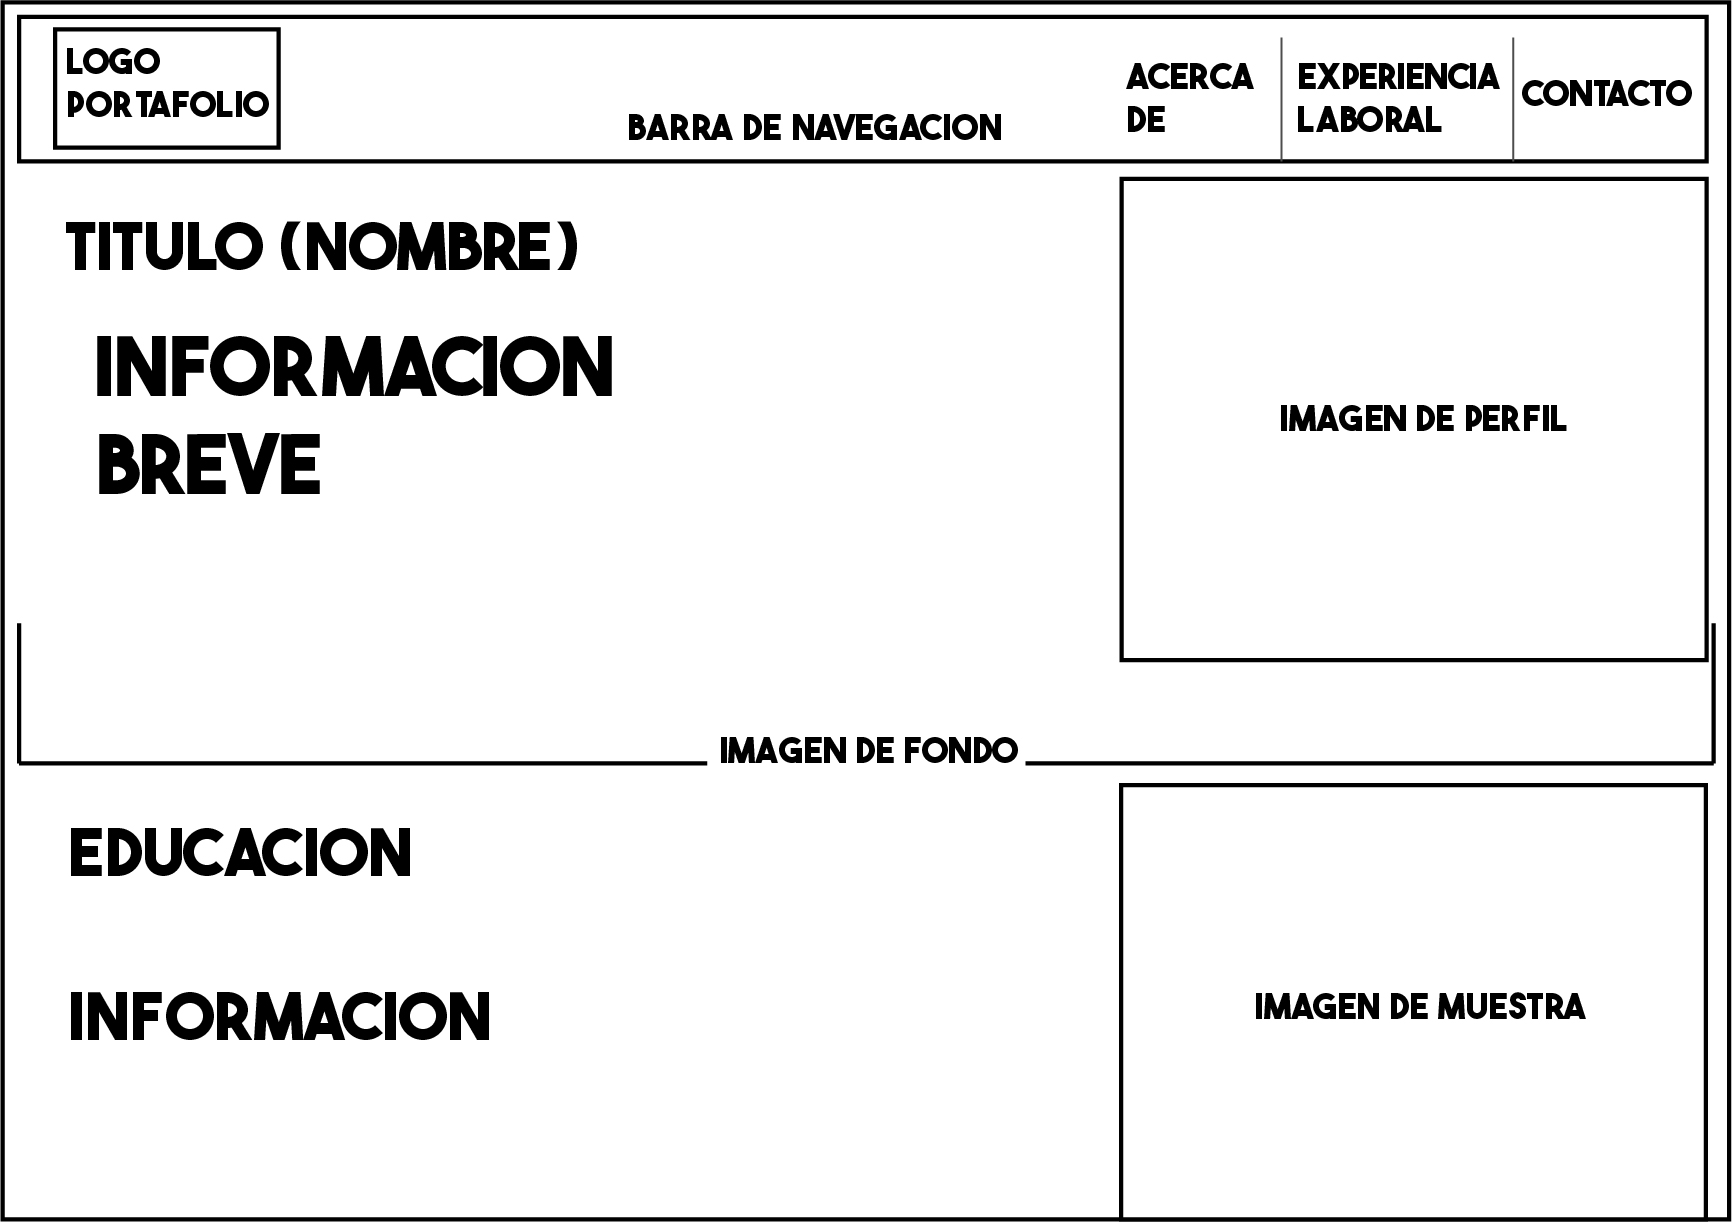 LOGO
PORTAFOLIO
BARRA DE NAVEGACION
ACERCA
DE
EXPERIENCIA
LABORAL
CONTACTO
TITULO (NOMBRE)
INFORMACION
BREVE
IMAGEN DE PERFIL
IMAGEN DE FONDO
EDUCACION
INFORMACION
IMAGEN DE MUESTRA